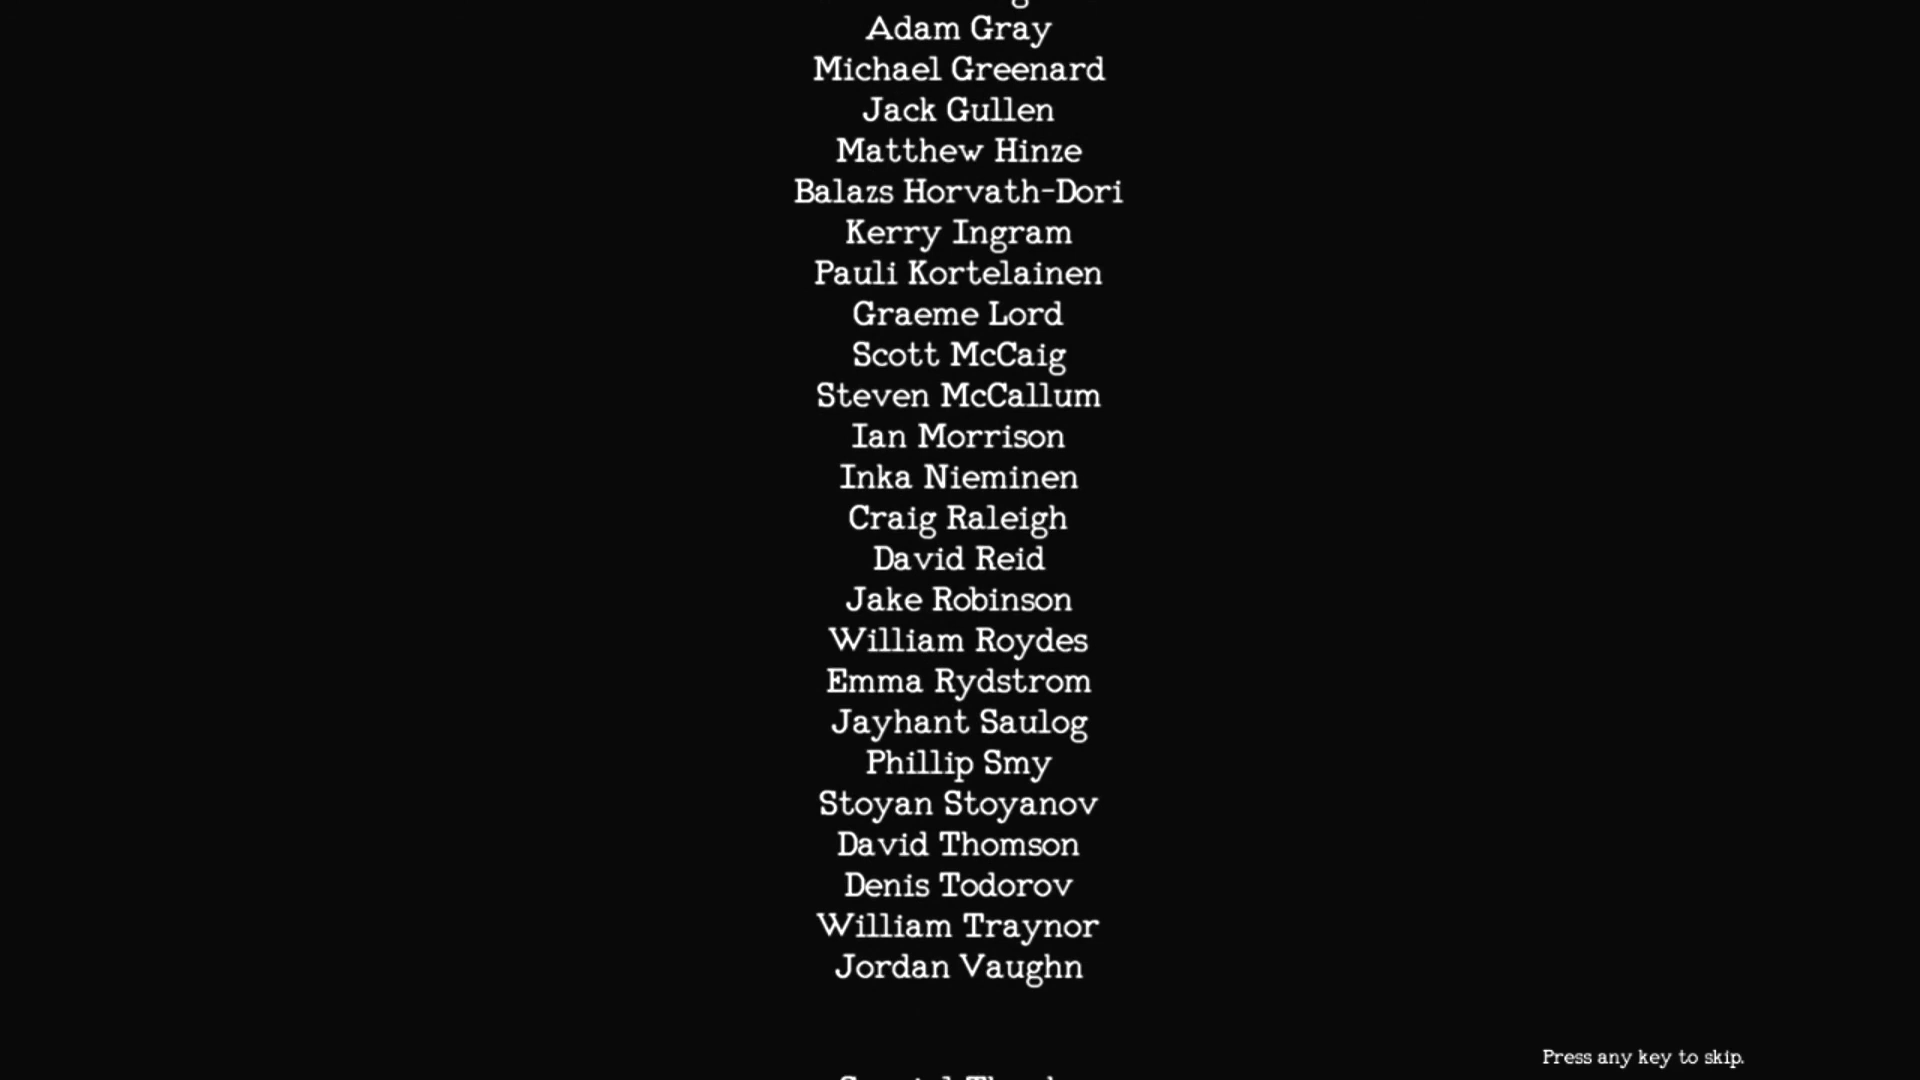 Adam Gray
Michael Greenard
Jack Gullen
Matthew Hinze
Balazs Horvath-Dori
Kerry Ingram
Pauli Kortelainen
Graeme Lord
Scott McCaig
Steven McCallum
Ian Morrison
Inka Nieminen
Craig Raleigh
David Reid
Jake Robinson
William Roydes
Emma Rydstrom
Jayhant Saulog
Phillip Smy
Stoyan Stoyanov
David Thomson
Denis Todorov
William Traynor
Jordan Vaughn
Press any key to skip.